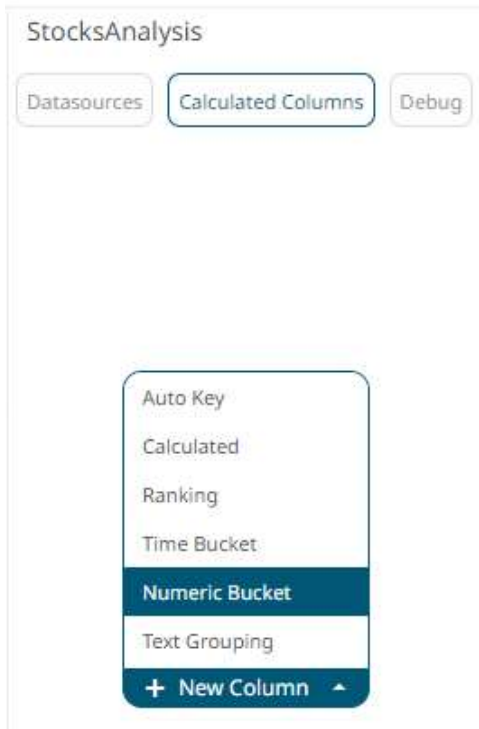 StocksAnalysis
Datasources Calculated Columns Debug
Auto Key
Calculated
Ranking
Time Bucket
Numeric Bucket
Text Grouping
+ New Column